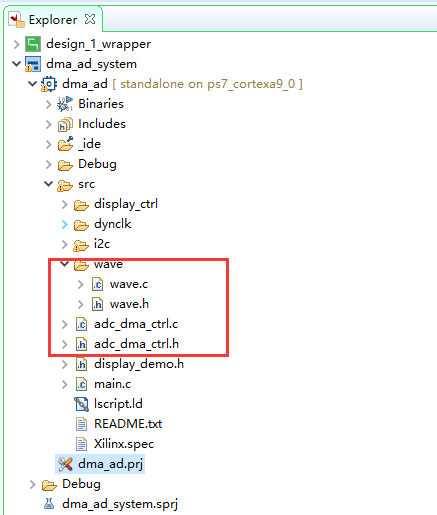 Explorer
design_1_wrapper
dma_ad_system
dma_ad [ standalone on ps7_cortexa9_0 ]
Binaries
Includes
_ide
Debug
src
display_ctrl
dynclk
i2c
wave
wave.c
wave.h
adc_dma_ctrl.c
adc_dma_ctrl.h
display_demo.h
main.c
lscript.ld
README.txt
Xilinx.spec
dma_ad.prj
Debug
dma_ad_system.sprj